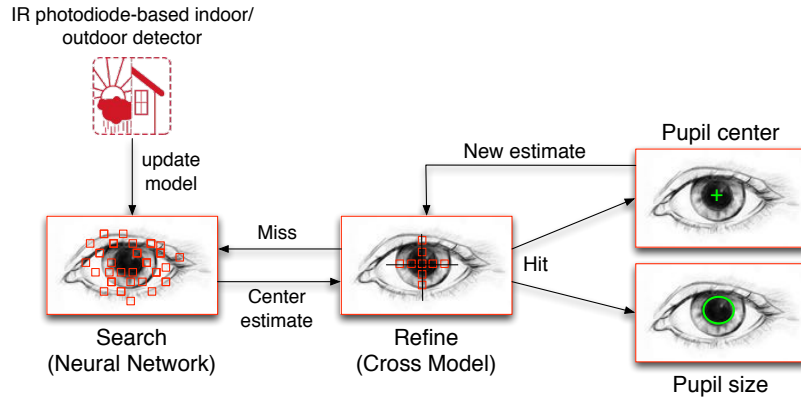 IR photodiode-based indoor/
outdoor detector
update
model
Search
(Neural Network)
Miss
Center
estimate
Refine
(Cross Model)
New estimate
Hit
Pupil center
Pupil size